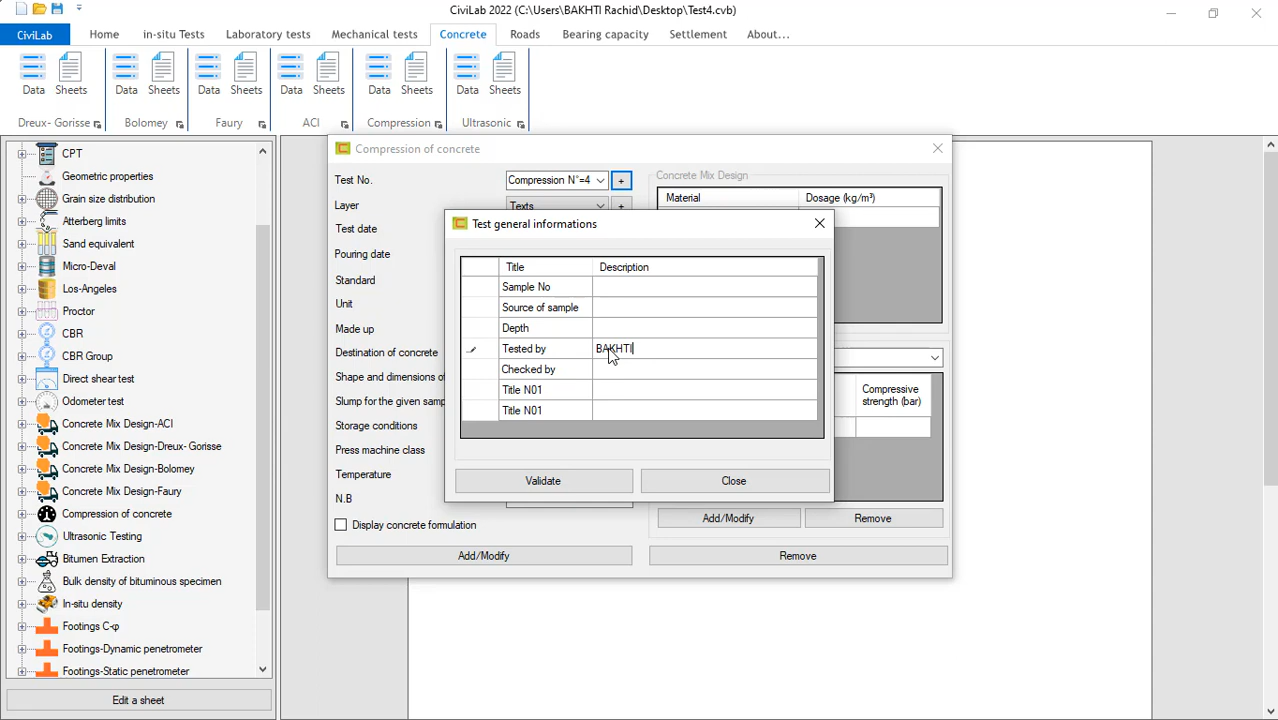 CiviLab 2022 (C:\Users\BAKHTI Rachid\Desktop\Test4.cvb)
CiviLab Home in-situ Tests Laboratory tests Mechanical tests Concrete Roads Bearing capacity Settlement About...
Data Sheets Data Sheets Data Sheets Data Sheets Data Sheets Data Sheets
Dreux- Gorisse Bolomey Faury ACI Compression Ultrasonic
CPT
Geometric properties
Grain size distribution
Atterberg limits
Sand equivalent
Micro-Deval
Los-Angeles
Proctor
CBR
CBR Group
Direct shear test
Odometer test
Concrete Mix Design-ACI
Concrete Mix Design-Dreux- Gorisse
Concrete Mix Design-Bolomey
Concrete Mix Design-Faury
Compression of concrete
Ultrasonic Testing
Bitumen Extraction
Bulk density of bituminous specimen
In-situ density
Footings C-φ
Footings-Dynamic penetrometer
Footings-Static penetrometer
Edit a sheet
Compression of concrete
Test No. Compression N°=4 +
Layer Texts +
Test date
Pouring date
Standard
Unit
Made up
Destination of concrete
Shape and dimensions of
Slump for the given samp
Storage conditions
Press machine class
Temperature
N.B
Display concrete formulation
Add/Modify
Concrete Mix Design
Material Dosage (kg/m³)
Compressive
strength (bar)
Add/Modify Remove
Remove
Test general informations
Title Description
Sample No
Source of sample
Depth
Tested by BAKHTI
Checked by
Title N01
Title N01
Validate Close